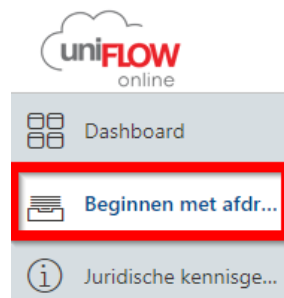 uniFLOW
online
Dashboard
Beginnen met afdr...
Juridische kennisge...